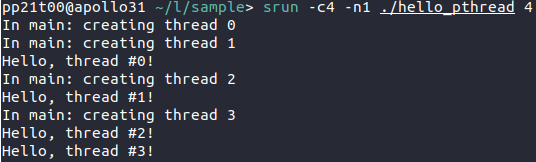 pp21t00@apollo31 ~/l/sample> srun -c4 -n1 ./hello_pthread 4
In main: creating thread 0
In main: creating thread 1
Hello, thread #0!
In main: creating thread 2
Hello, thread #1!
In main: creating thread 3
Hello, thread #2!
Hello, thread #3!